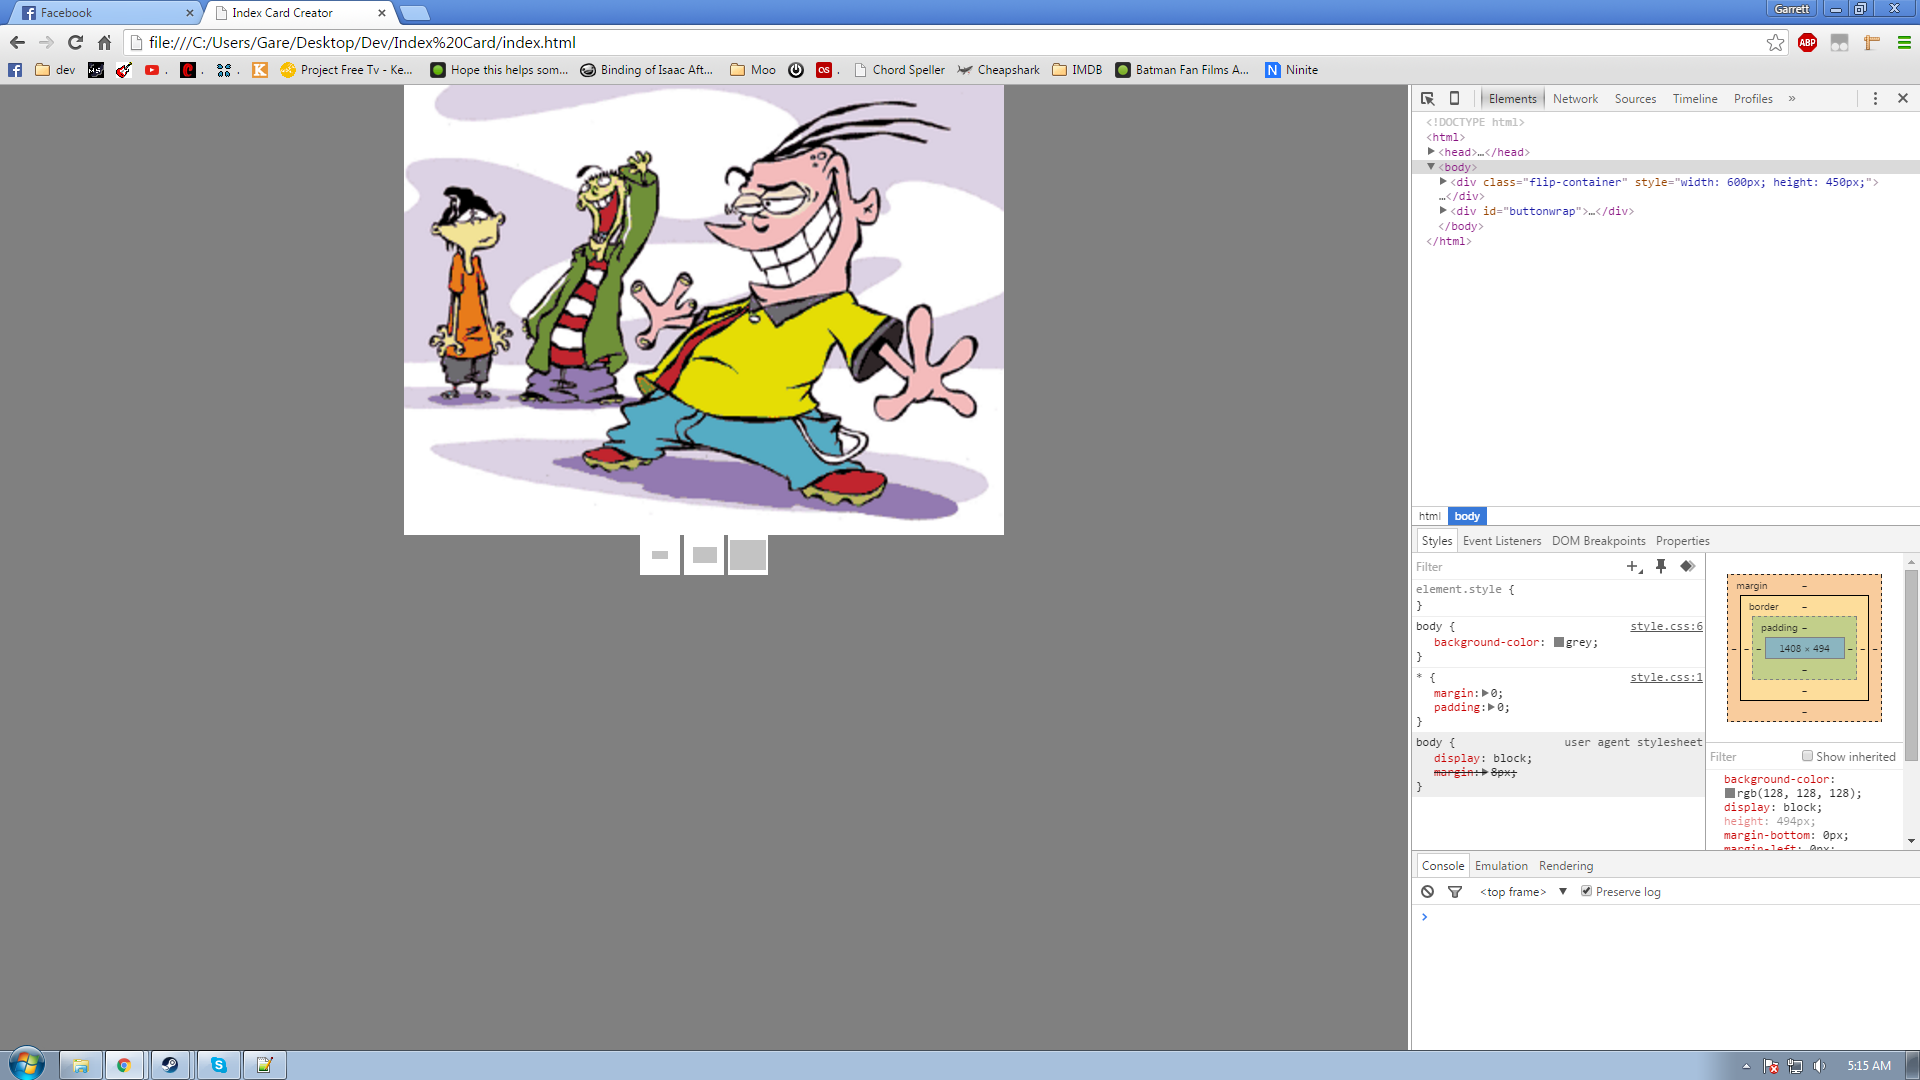 Facebook
Index Card Creator
Garrett
file:///C:/Users/Gare/Desktop/Dev/Index%20Card/index.html
ABP
dev
.
.
.
Project Free Tv - Ke...
Hope this helps som...
Binding of Isaac Aft...
Moo
.
Chord Speller
Cheapshark
IMDB
Batman Fan Films A...
Ninite
Elements
Network
Sources
Timeline
Profiles
»
<!DOCTYPE html>
<html>
<head>…</head>
<body>
<div class="flip-container" style="width: 600px; height: 450px;">
…</div>
<div id="buttonwrap">…</div>
</body>
</html>
html
body
Styles
Event Listeners
DOM Breakpoints
Properties
Filter
element.style {
}
body {
style.css:6
background-color: grey;
}
* {
style.css:1
margin: 0;
padding: 0;
}
body {
user agent stylesheet
display: block;
margin: 8px;
}
margin –
border –
padding –
– – – 1408 × 494 – – –
–
–
–
Filter
Show inherited
background-color:
rgb(128, 128, 128);
display: block;
height: 494px;
margin-bottom: 0px;
margin-left: 0px;
Console
Emulation
Rendering
<top frame>
Preserve log
>
5:15 AM